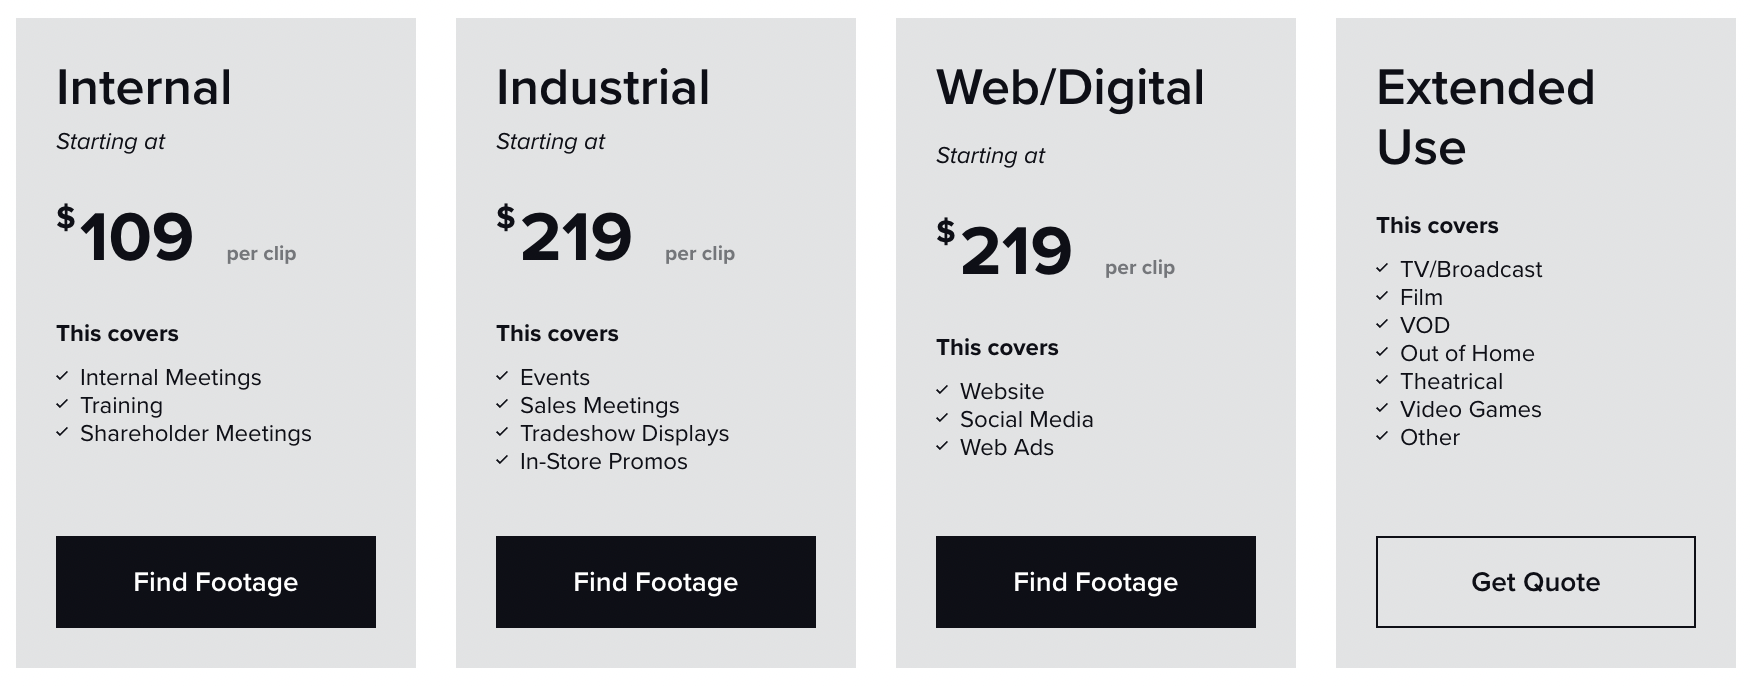 Internal
Starting at
$109 per clip
This covers
Internal Meetings
Training
Shareholder Meetings
Find Footage
Industrial
Starting at
$219 per clip
This covers
Events
Sales Meetings
Tradeshow Displays
In-Store Promos
Find Footage
Web/Digital
Starting at
$219 per clip
This covers
Website
Social Media
Web Ads
Find Footage
Extended
Use
This covers
TV/Broadcast
Film
VOD
Out of Home
Theatrical
Video Games
Other
Get Quote